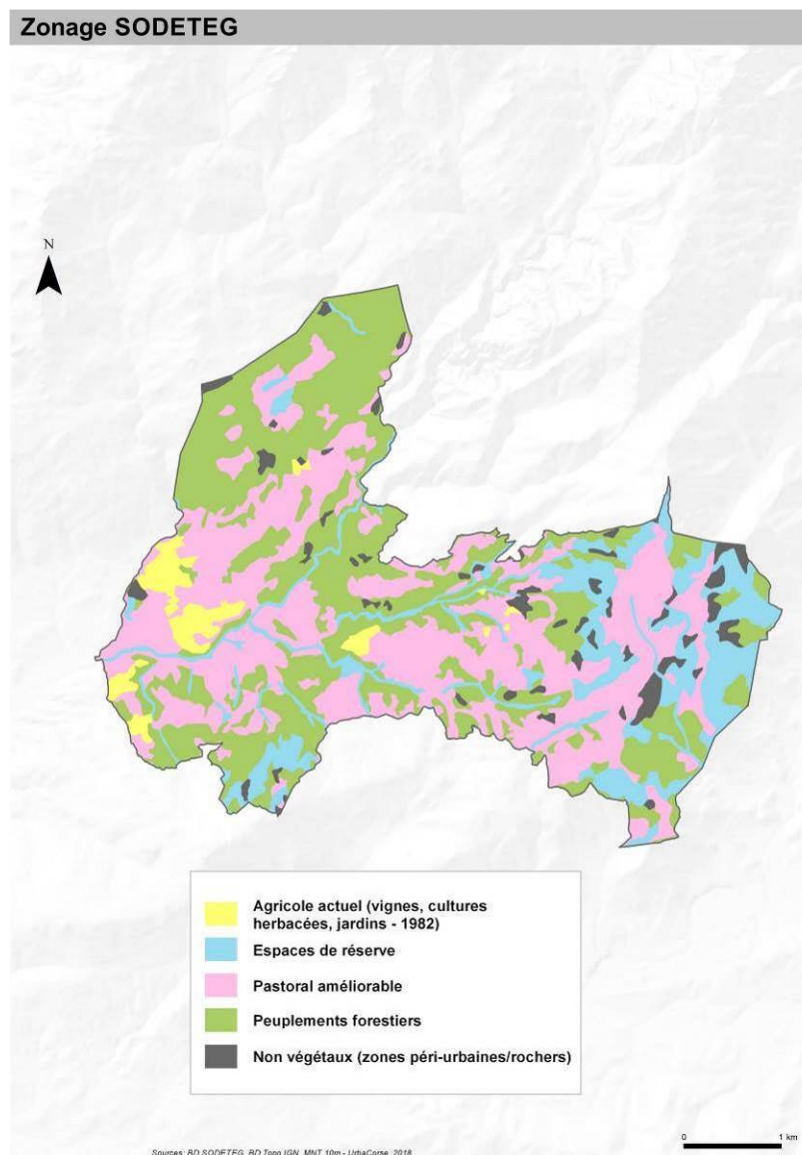 Zonage SODETEG
N
Agricole actuel (vignes, cultures
herbacées, jardins - 1982)
Espaces de réserve
Pastoral améliorable
Peuplements forestiers
Non végétaux (zones péri-urbaines/rochers)
0 1 km
Sources: BD SODETEG, BD Topo IGN, MNT 10m - UrbaCorse, 2018